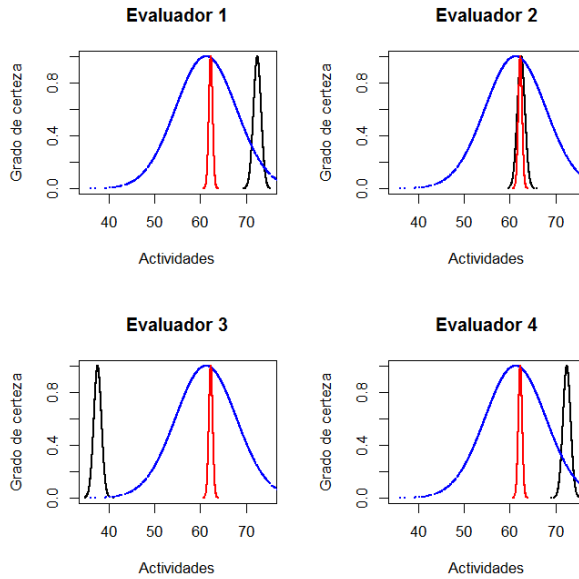 Evaluador 1
Grado de certeza
0.0 0.4 0.8
40 50 60 70
Actividades
Evaluador 2
Grado de certeza
0.0 0.4 0.8
40 50 60 70
Actividades
Evaluador 3
Grado de certeza
0.0 0.4 0.8
40 50 60 70
Actividades
Evaluador 4
Grado de certeza
0.0 0.4 0.8
40 50 60 70
Actividades